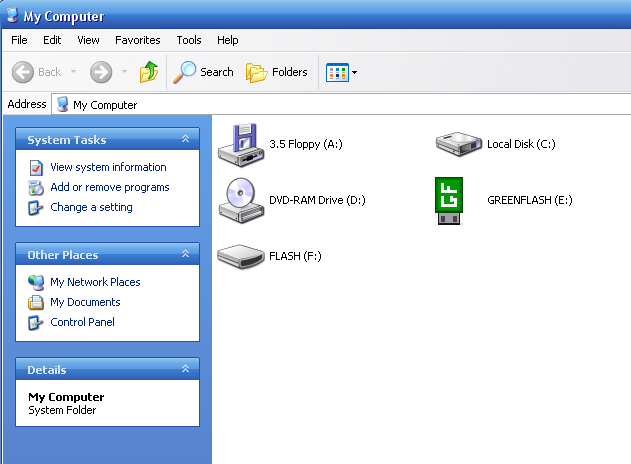 My Computer
File Edit View Favorites Tools Help
Back Search Folders
Address My Computer
System Tasks
View system information
Add or remove programs
Change a setting
Other Places
My Network Places
My Documents
Control Panel
Details
My Computer
System Folder
3.5 Floppy (A:) Local Disk (C:)
DVD-RAM Drive (D:) GF GREENFLASH (E:)
FLASH (F:)